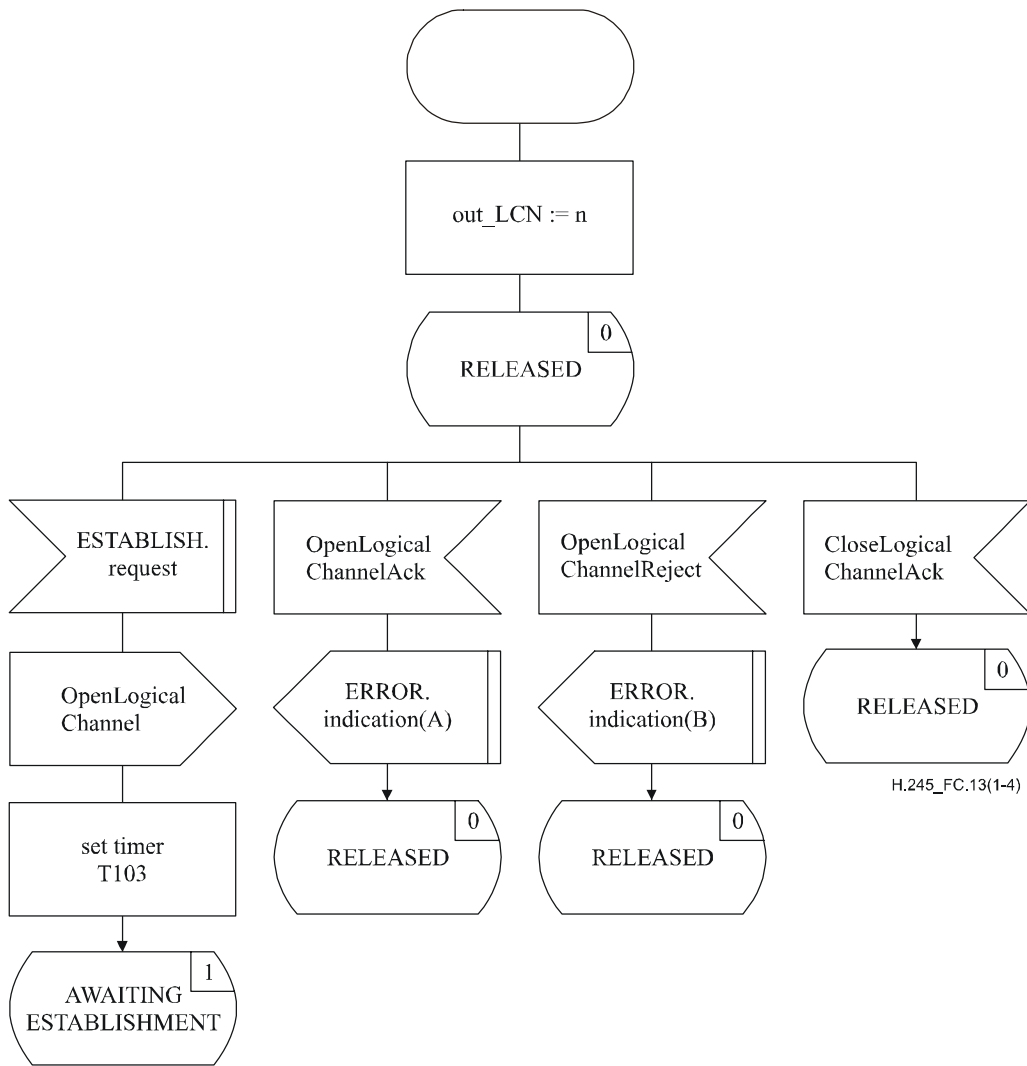 out_LCN := n
0
RELEASED
ESTABLISH.
request
OpenLogical
ChannelAck
OpenLogical
ChannelReject
CloseLogical
ChannelAck
OpenLogical
Channel
ERROR.
indication(A)
ERROR.
indication(B)
0
RELEASED
H.245_FC.13(1-4)
set timer
T103
0
RELEASED
0
RELEASED
1
AWAITING
ESTABLISHMENT